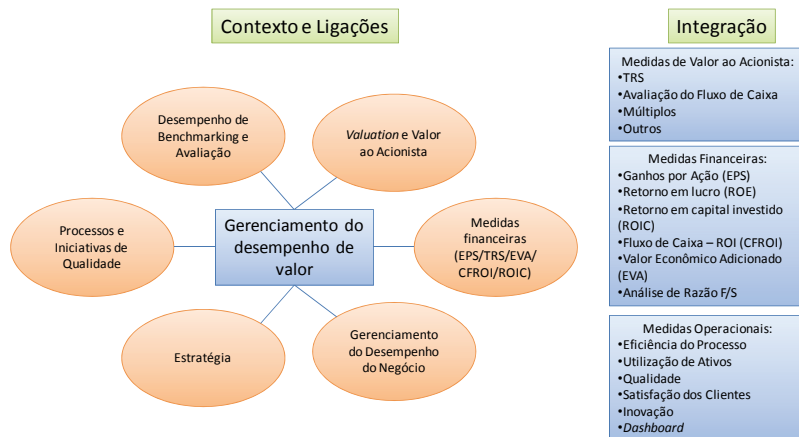 Contexto e Ligações
Desempenho de
Benchmarking e
Avaliação
Valuation e Valor
ao Acionista
Processos e
Iniciativas de
Qualidade
Gerenciamento do
desempenho de
valor
Medidas
financeiras
(EPS/TRS/EVA/
CFROI/ROIC)
Estratégia
Gerenciamento
do Desempenho
do Negócio
Integração
Medidas de Valor ao Acionista:
•TRS
•Avaliação do Fluxo de Caixa
•Múltiplos
•Outros
Medidas Financeiras:
•Ganhos por Ação (EPS)
•Retorno em lucro (ROE)
•Retorno em capital investido
(ROIC)
•Fluxo de Caixa – ROI (CFROI)
•Valor Econômico Adicionado
(EVA)
•Análise de Razão F/S
Medidas Operacionais:
•Eficiência do Processo
•Utilização de Ativos
•Qualidade
•Satisfação dos Clientes
•Inovação
•Dashboard